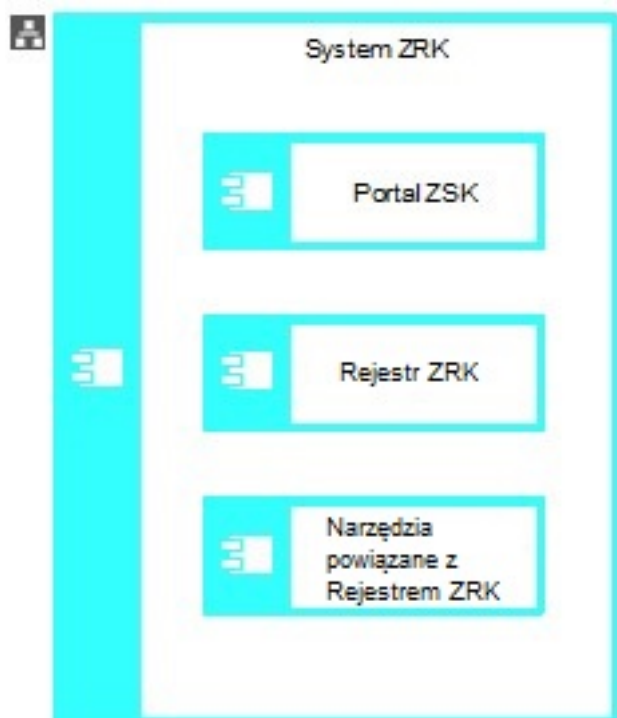 System ZRK
Portal ZSK
Rejestr ZRK
Narzędzia
powiązane z
Rejestrem ZRK